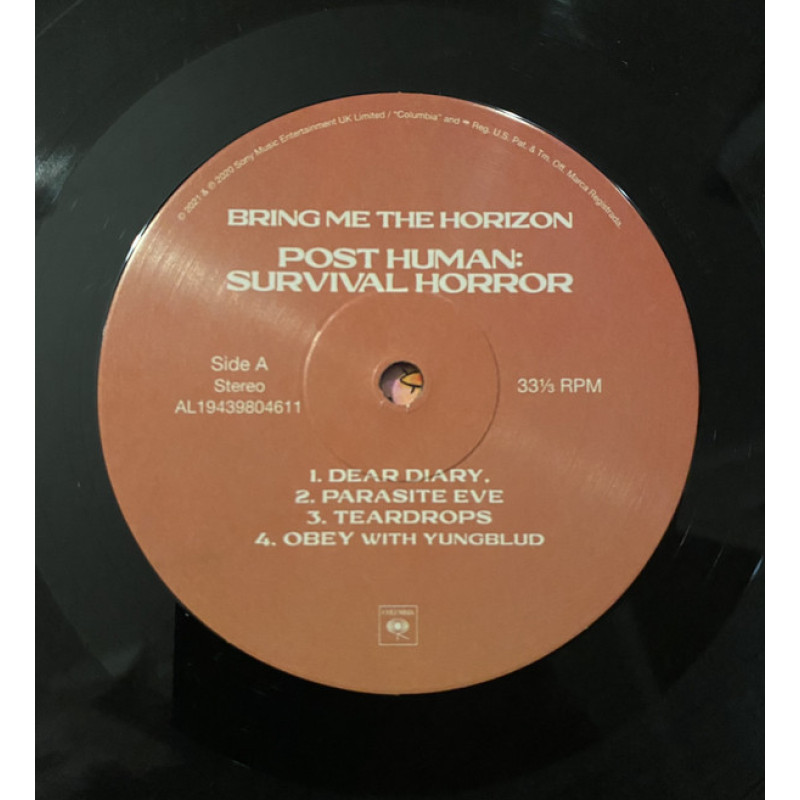 ℗ 2021 & © 2020 Sony Music Entertainment UK Limited / "Columbia" and Reg. U.S. Pat. & Tm. Off. Marca Registrada.
BRING ME THE HORIZON
POST HUMAN:
SURVIVAL HORROR
Side A
Stereo
AL19439804611
33⅓ RPM
1. DEAR DIARY,
2. PARASITE EVE
3. TEARDROPS
4. OBEY WITH YUNGBLUD
COLUMBIA